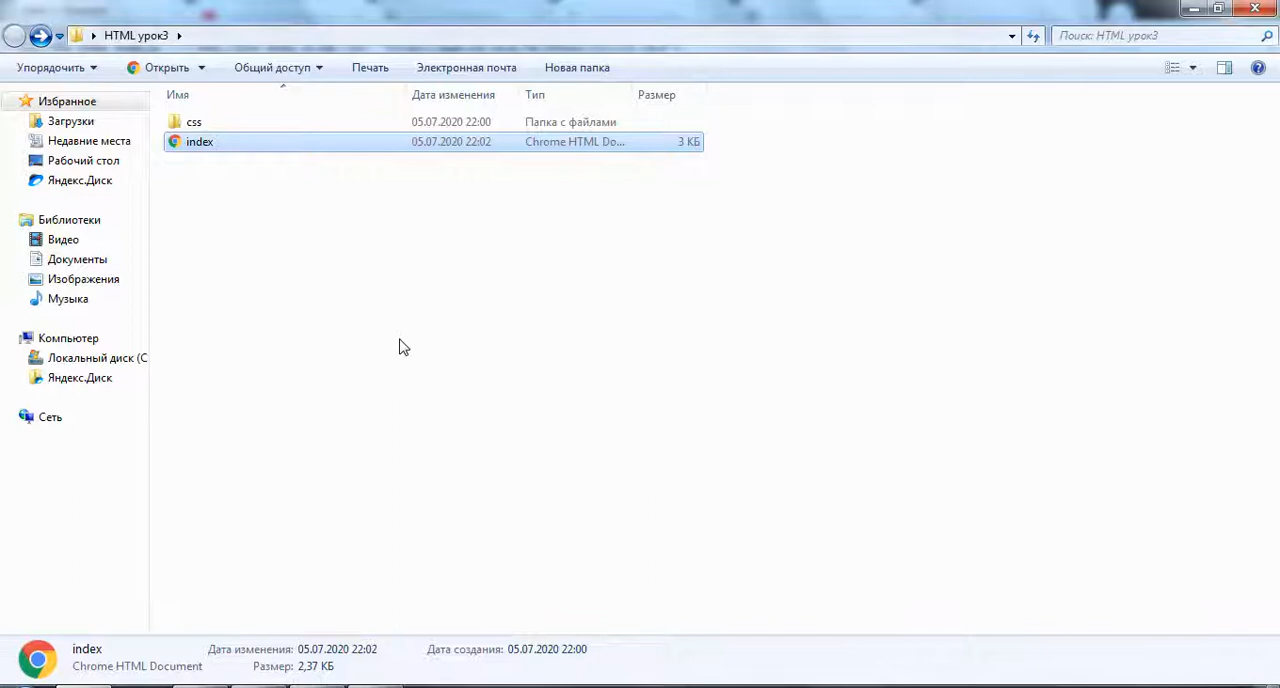 HTML урок3
Поиск: HTML урок3
Упорядочить
Открыть
Общий доступ
Печать
Электронная почта
Новая папка
Имя
Дата изменения
Тип
Размер
Избранное
Загрузки
Недавние места
Рабочий стол
Яндекс.Диск
Библиотеки
Видео
Документы
Изображения
Музыка
Компьютер
Локальный диск (C
Яндекс.Диск
Сеть
css 05.07.2020 22:00 Папка с файлами
index 05.07.2020 22:02 Chrome HTML Do... 3 КБ
index Дата изменения: 05.07.2020 22:02 Дата создания: 05.07.2020 22:00
Chrome HTML Document Размер: 2,37 КБ